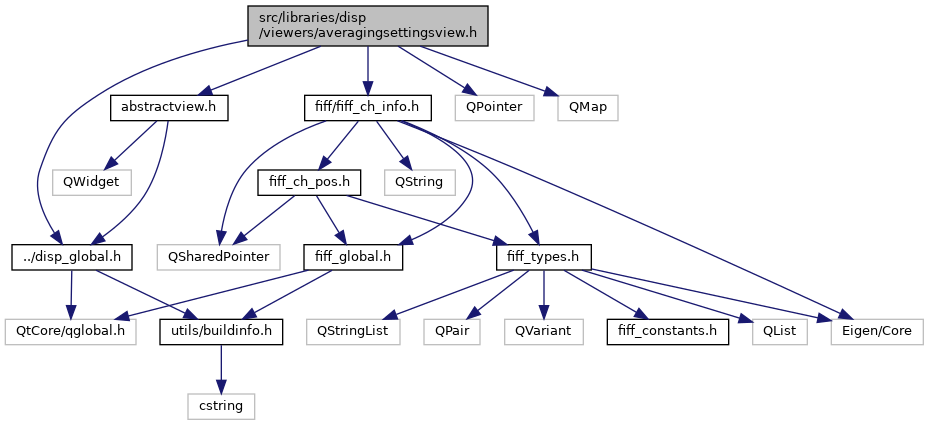 src/libraries/disp
/viewers/averagingsettingsview.h
abstractview.h
fiff/fiff_ch_info.h
QPointer
QMap
QWidget
fiff_ch_pos.h
QString
../disp_global.h
QSharedPointer
fiff_global.h
fiff_types.h
QtCore/qglobal.h
utils/buildinfo.h
QStringList
QPair
QVariant
fiff_constants.h
QList
Eigen/Core
cstring